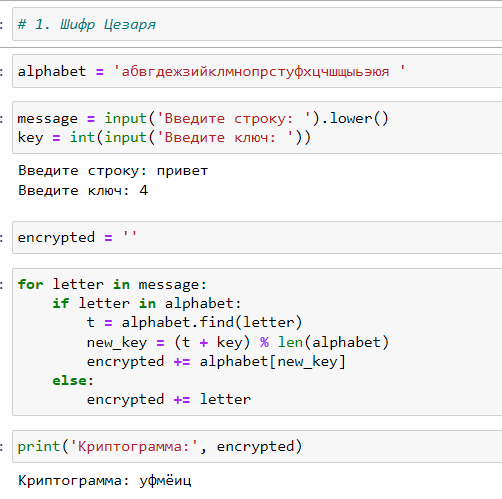 # 1. Шифр Цезаря
alphabet = 'абвгдежзийклмнопрстуфхцчшщыьэюя '
message = input('Введите строку: ').lower()
key = int(input('Введите ключ: '))
Введите строку: привет
Введите ключ: 4
encrypted = ''
for letter in message:
    if letter in alphabet:
        t = alphabet.find(letter)
        new_key = (t + key) % len(alphabet)
        encrypted += alphabet[new_key]
    else:
        encrypted += letter
print('Криптограмма:', encrypted)
Криптограмма: уфмёиц